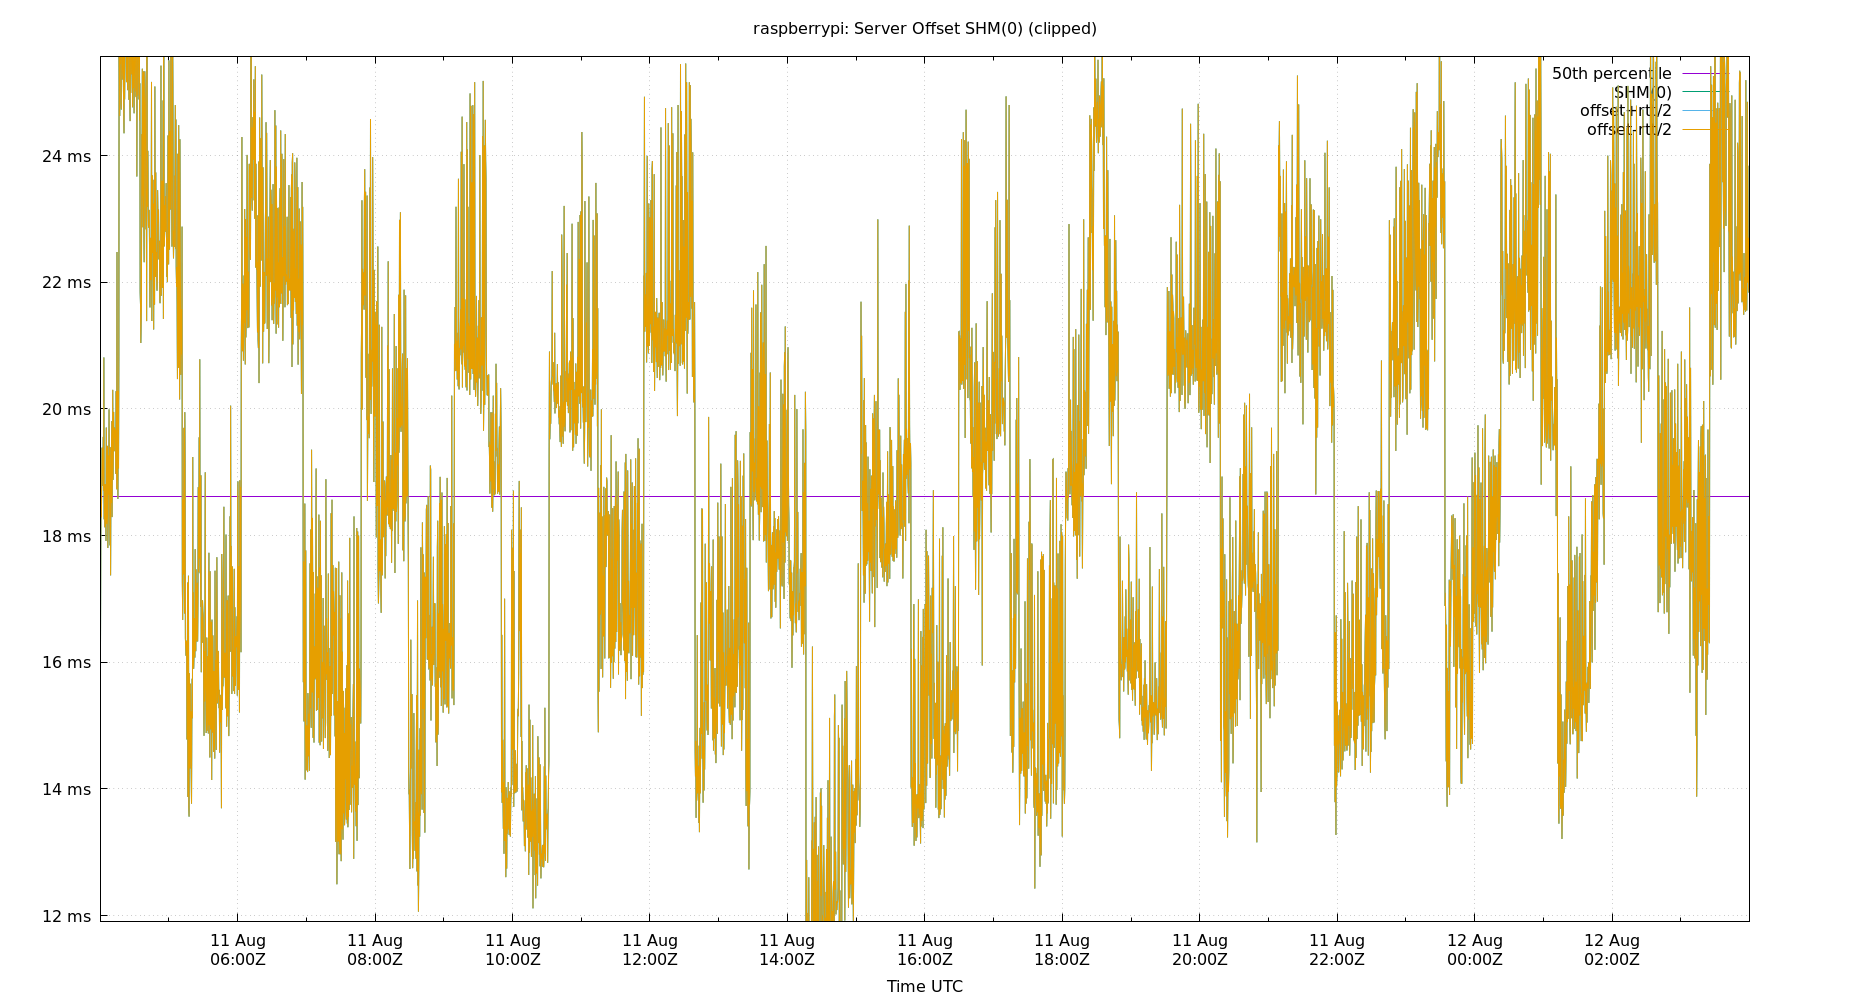 raspberrypi: Server Offset SHM(0) (clipped)
50th percentile
SHM(0)
offset+rtt/2
offset-rtt/2
24 ms
22 ms
20 ms
18 ms
16 ms
14 ms
12 ms
11 Aug 11 Aug 11 Aug 11 Aug 11 Aug 11 Aug 11 Aug 11 Aug 11 Aug 12 Aug 12 Aug
06:00Z 08:00Z 10:00Z 12:00Z 14:00Z 16:00Z 18:00Z 20:00Z 22:00Z 00:00Z 02:00Z
Time UTC